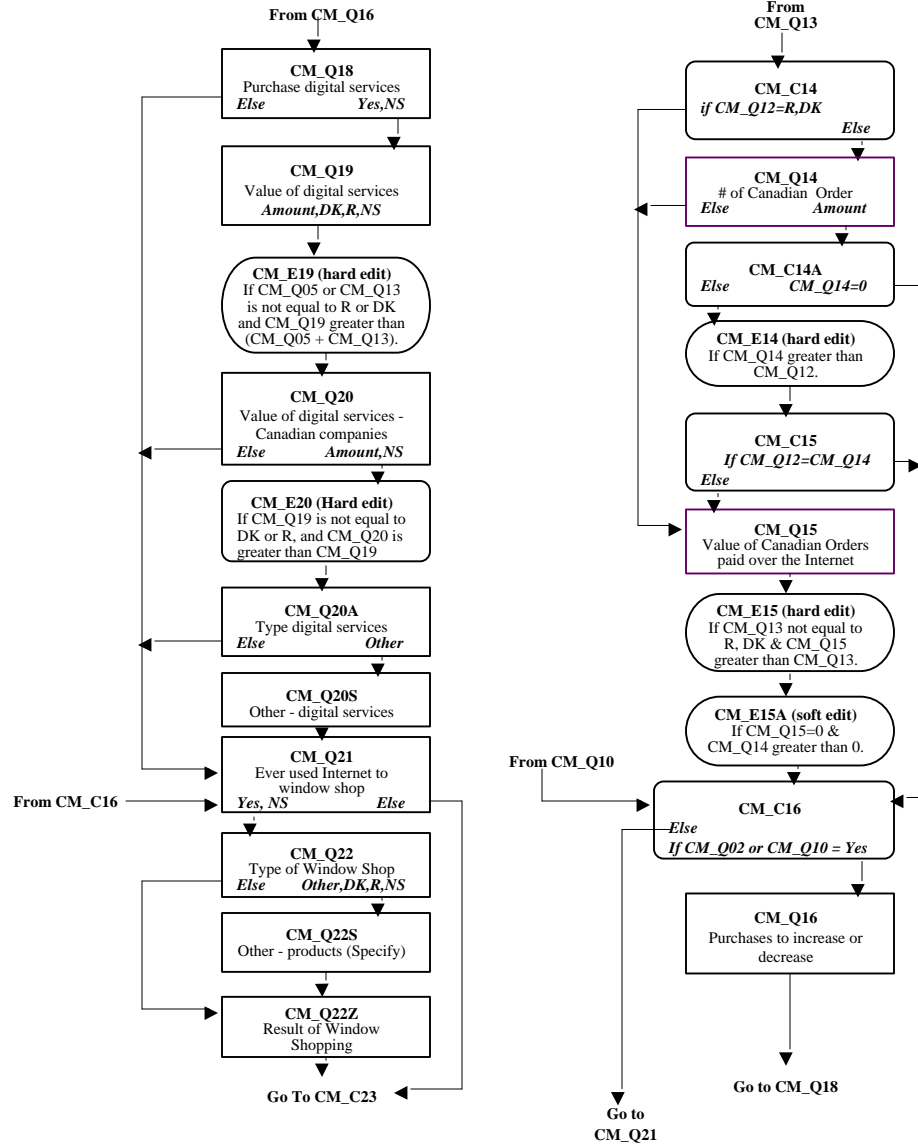 From CM_Q16
CM_Q18
Purchase digital services
Else Yes,NS
CM_Q19
Value of digital services
Amount,DK,R,NS
CM_E19 (hard edit)
If CM_Q05 or CM_Q13
is not equal to R or DK
and CM_Q19 greater than
(CM_Q05 + CM_Q13).
CM_Q20
Value of digital services -
Canadian companies
Else Amount,NS
CM_E20 (Hard edit)
If CM_Q19 is not equal to
DK or R, and CM_Q20 is
greater than CM_Q19
CM_Q20A
Type digital services
Else Other
CM_Q20S
Other - digital services
CM_Q21
Ever used Internet to
window shop
Yes, NS Else
From CM_C16
CM_Q22
Type of Window Shop
Else Other,DK,R,NS
CM_Q22S
Other - products (Specify)
CM_Q22Z
Result of Window
Shopping
Go To CM_C23
From
CM_Q13
CM_C14
if CM_Q12=R,DK
Else
CM_Q14
# of Canadian Order
Else Amount
CM_C14A
Else CM_Q14=0
CM_E14 (hard edit)
If CM_Q14 greater than
CM_Q12.
CM_C15
If CM_Q12=CM_Q14
Else
CM_Q15
Value of Canadian Orders
paid over the Internet
CM_E15 (hard edit)
If CM_Q13 not equal to
R, DK & CM_Q15
greater than CM_Q13.
CM_E15A (soft edit)
If CM_Q15=0 &
CM_Q14 greater than 0.
From CM_Q10
CM_C16
Else
If CM_Q02 or CM_Q10 = Yes
CM_Q16
Purchases to increase or
decrease
Go to CM_Q18
Go to
CM_Q21